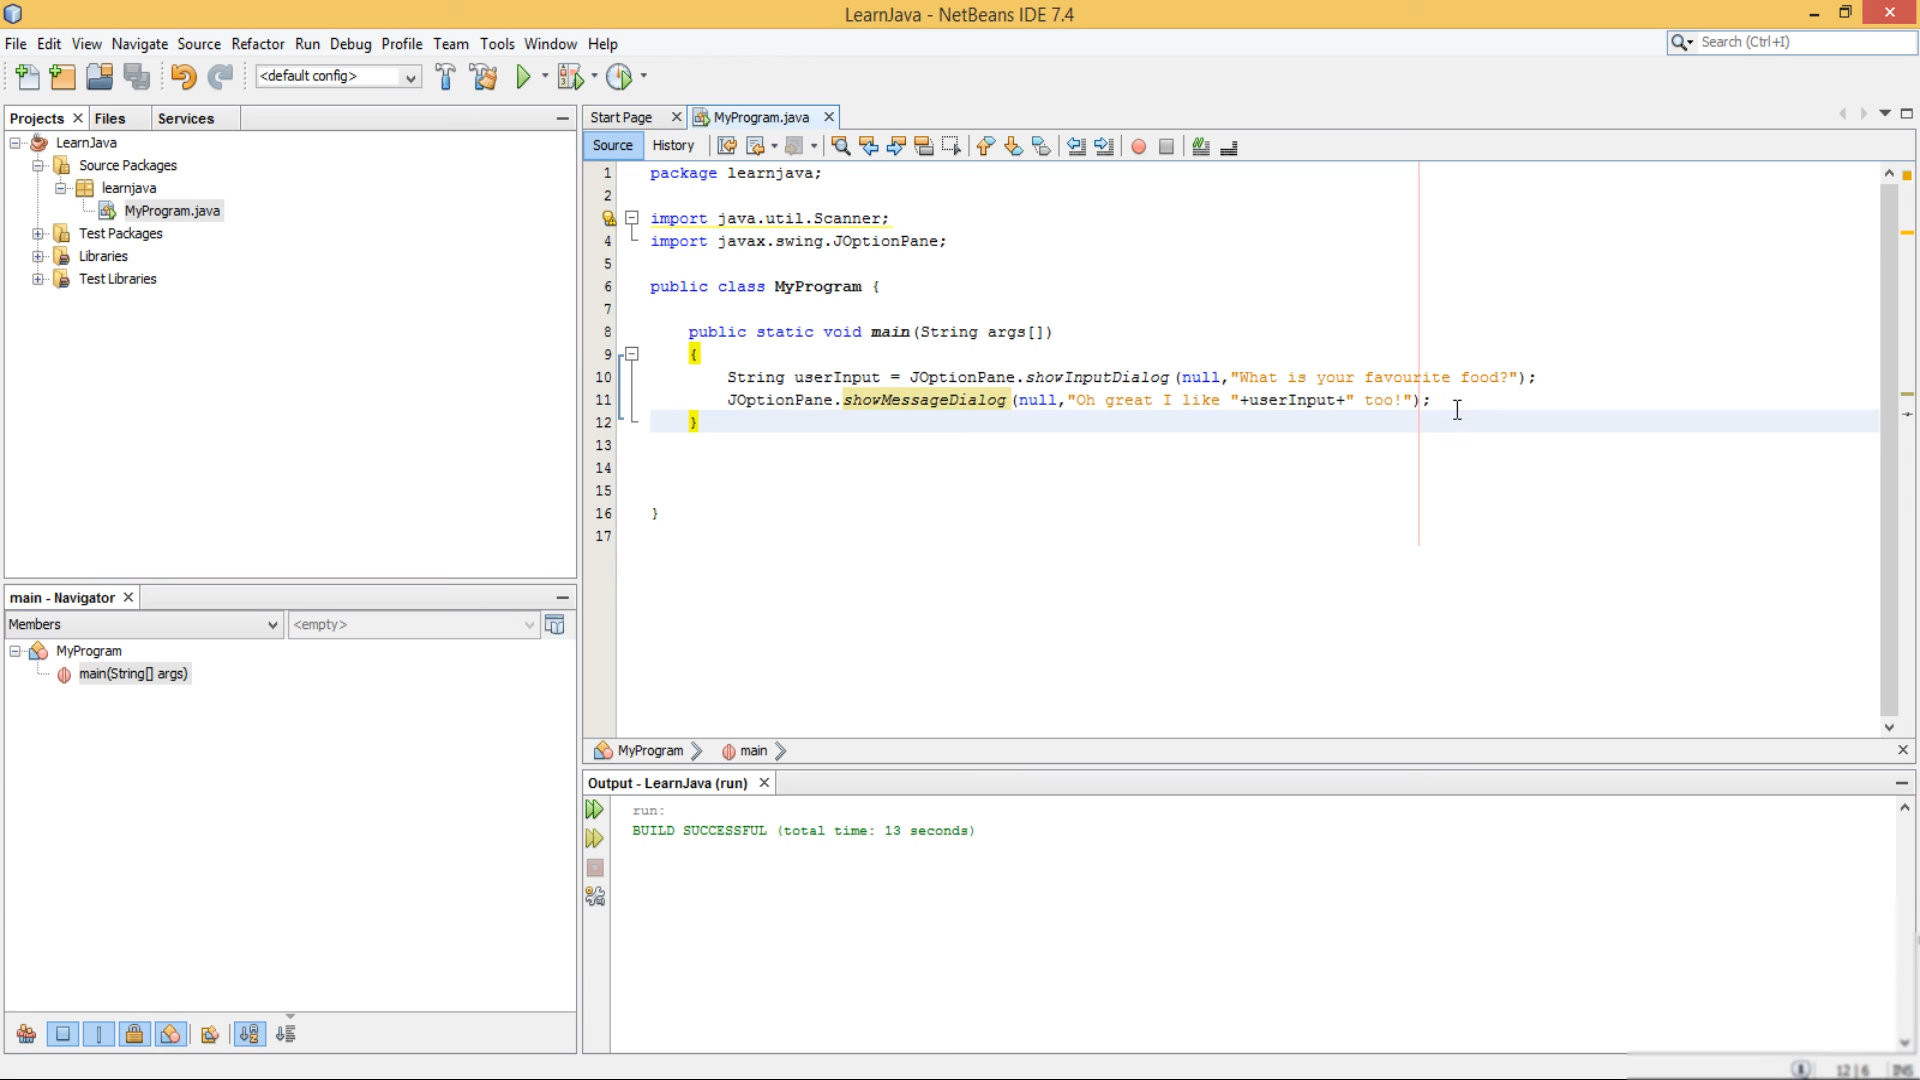 LearnJava - NetBeans IDE 7.4
File Edit View Navigate Source Refactor Run Debug Profile Team Tools Window Help
Search (Ctrl+I)
<default config>
Projects Files Services
LearnJava
Source Packages
learnjava
MyProgram.java
Test Packages
Libraries
Test Libraries
Start Page MyProgram.java
Source History
1 package learnjava;
2
import java.util.Scanner;
4 import javax.swing.JOptionPane;
5
6 public class MyProgram {
7
8 public static void main(String args[])
9 {
10 String userInput = JOptionPane.showInputDialog(null,"What is your favourite food?");
11 JOptionPane.showMessageDialog(null,"Oh great I like "+userInput+" too!");
12 }
13
14
15
16 }
17
main - Navigator
Members <empty>
MyProgram
main(String[] args)
MyProgram main
Output - LearnJava (run)
run:
BUILD SUCCESSFUL (total time: 13 seconds)
12|6 INS